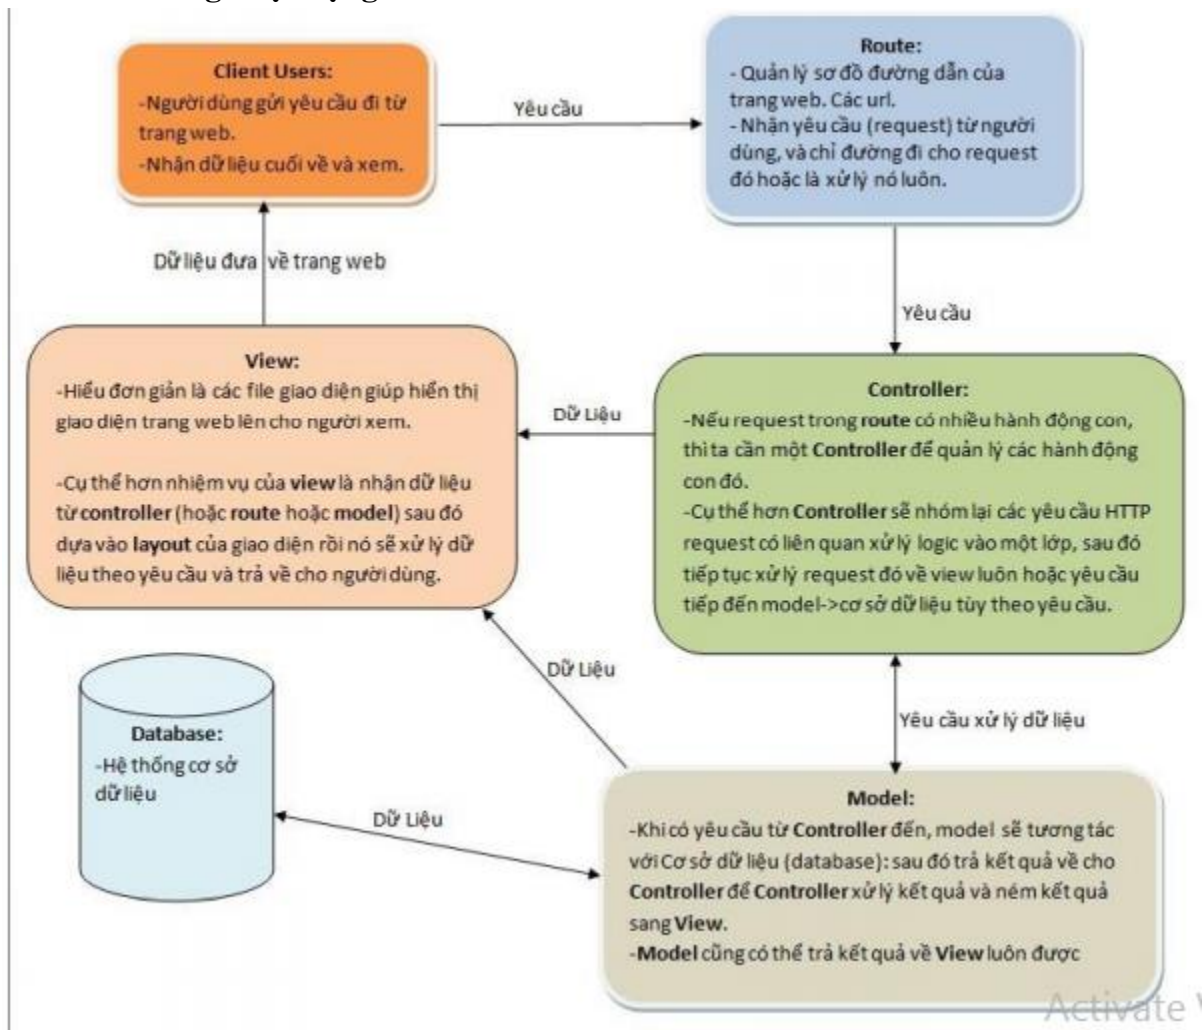 Client Users:
-Người dùng gửi yêu cầu đi từ
trang web.
-Nhận dữ liệu cuối về và xem.
Yêu cầu
Route:
- Quản lý sơ đồ đường dẫn của
trang web. Các url.
- Nhận yêu cầu (request) từ người
dùng, và chỉ đường đi cho request
đó hoặc là xử lý nó luôn.
Dữ liệu đưa về trang web
Yêu cầu
View:
-Hiểu đơn giản là các file giao diện giúp hiển thị
giao diện trang web lên cho người xem.
-Cụ thể hơn nhiệm vụ của view là nhận dữ liệu
từ controller (hoặc route hoặc model) sau đó
dựa vào layout của giao diện rồi nó sẽ xử lý dữ
liệu theo yêu cầu và trả về cho người dùng.
Dữ Liệu
Controller:
-Nếu request trong route có nhiều hành động con,
thì ta cần một Controller để quản lý các hành động
con đó.
-Cụ thể hơn Controller sẽ nhóm lại các yêu cầu HTTP
request có liên quan xử lý logic vào một lớp, sau đó
tiếp tục xử lý request đó về view luôn hoặc yêu cầu
tiếp đến model->cơ sở dữ liệu tùy theo yêu cầu.
Dữ Liệu
Yêu cầu xử lý dữ liệu
Database:
-Hệ thống cơ sở
dữ liệu
Dữ Liệu
Model:
-Khi có yêu cầu từ Controller đến, model sẽ tương tác
với Cơ sở dữ liệu (database): sau đó trả kết quả về cho
Controller để Controller xử lý kết quả và ném kết quả
sang View.
-Model cũng có thể trả kết quả về View luôn được
Activate